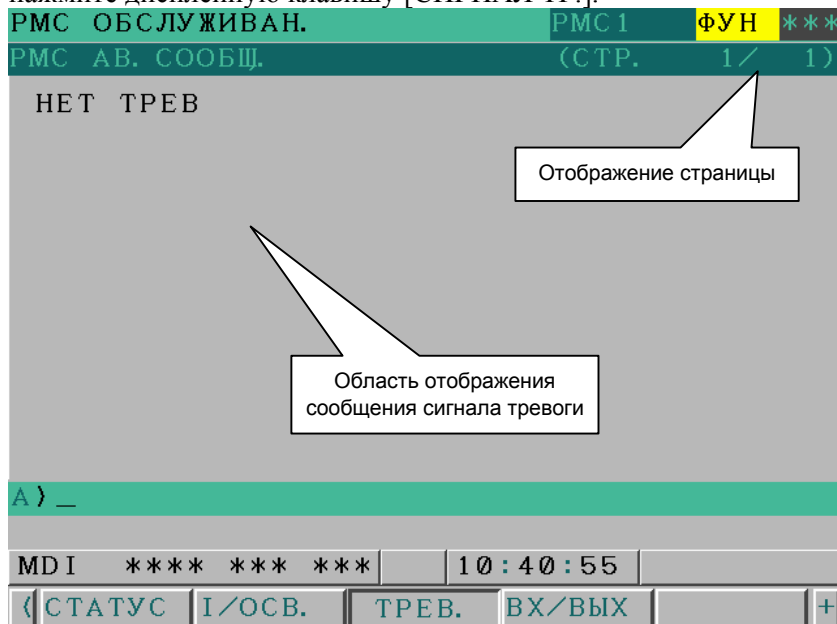 РМС ОБСЛУЖИВАН. РМС1 ФУН ***
РМС АВ. СООБЩ. (СТР. 1/ 1)
НЕТ ТРЕВ
Отображение страницы
Область отображения
сообщения сигнала тревоги
A)_
MDI **** *** *** 10:40:55
(СТАТУС I/ОСВ. ТРЕВ. ВХ/ВЫХ +